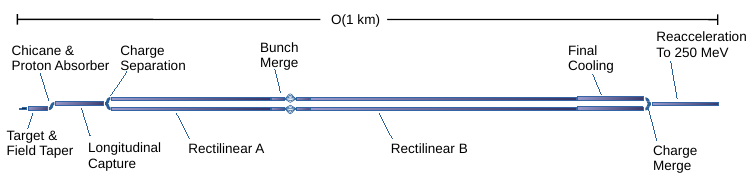 O(1 km)
Chicane &
Proton Absorber
Charge
Separation
Bunch
Merge
Final
Cooling
Reacceleration
To 250 MeV
Target &
Field Taper
Longitudinal
Capture
Rectilinear A
Rectilinear B
Charge
Merge